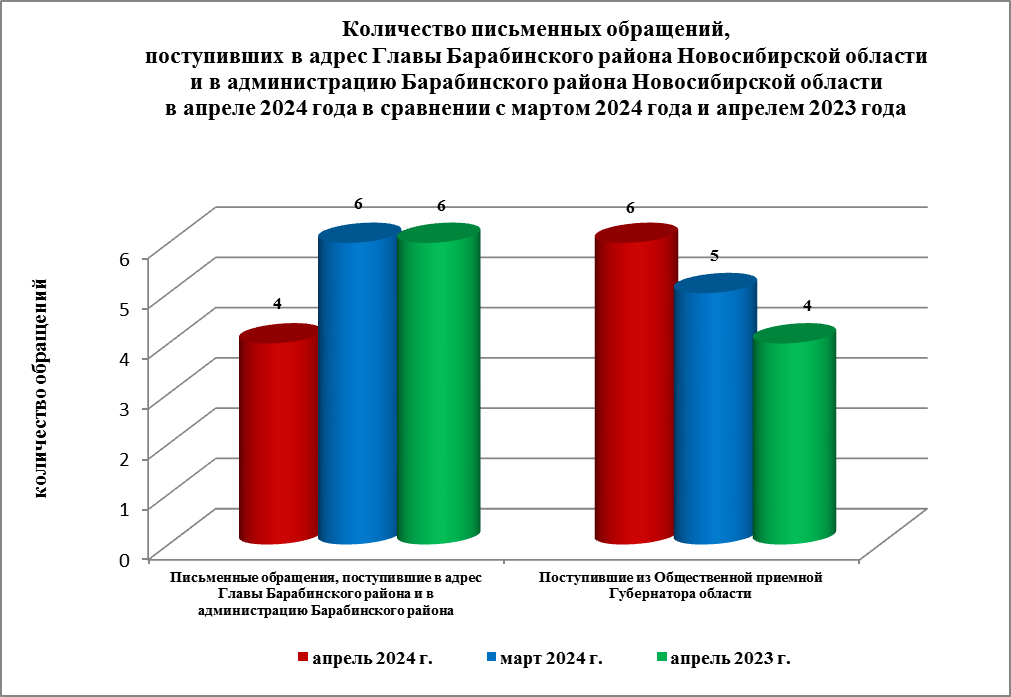 Количество письменных обращений,
поступивших в адрес Главы Барабинского района Новосибирской области
и в администрацию Барабинского района Новосибирской области
в апреле 2024 года в сравнении с мартом 2024 года и апрелем 2023 года
количество обращений
6
5
4
3
2
1
0
4
6
6
6
5
4
Письменные обращения, поступившие в адрес
Главы Барабинского района и в
администрацию Барабинского района
Поступившие из Общественной приемной
Губернатора области
апрель 2024 г.
март 2024 г.
апрель 2023 г.